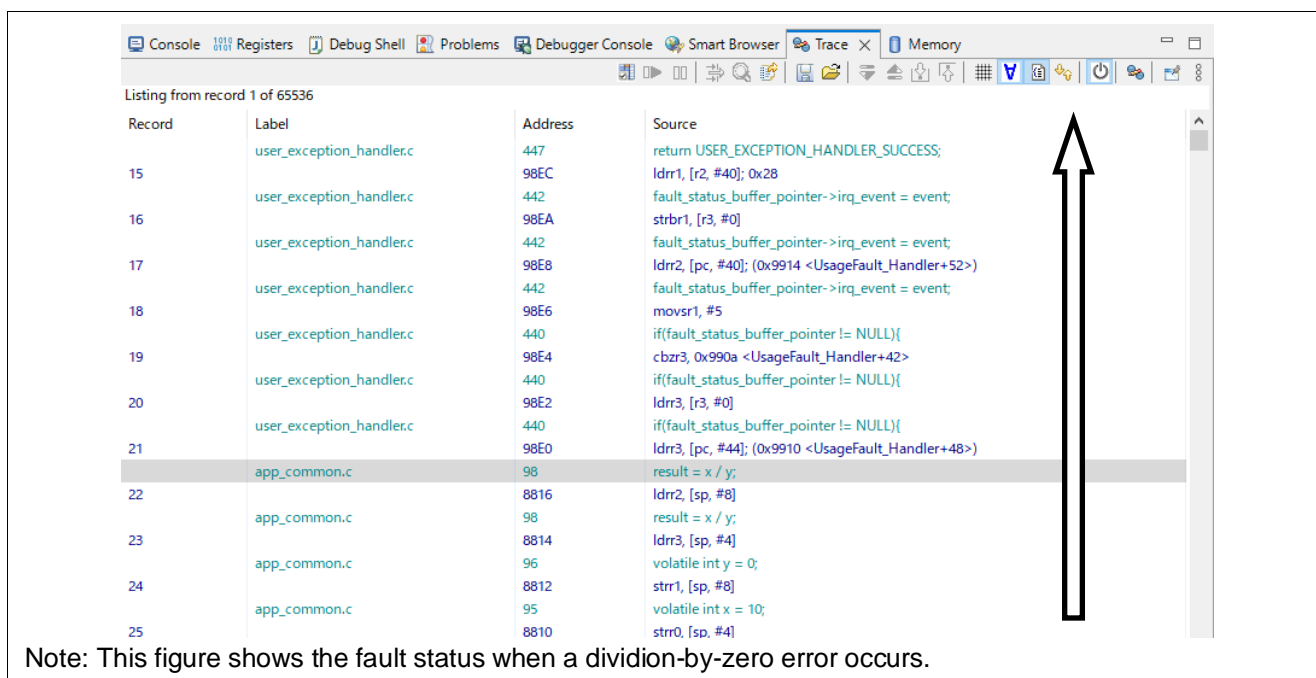 Console Registers Debug Shell Problems Debugger Console Smart Browser Trace Memory
Listing from record 1 of 65536
Record Label Address Source
user_exception_handler.c 447 return USER_EXCEPTION_HANDLER_SUCCESS;
15 98EC ldrr1, [r2, #40]; 0x28
user_exception_handler.c 442 fault_status_buffer_pointer->irq_event = event;
16 98EA strbr1, [r3, #0]
user_exception_handler.c 442 fault_status_buffer_pointer->irq_event = event;
17 98E8 ldrr2, [pc, #40]; (0x9914 <UsageFault_Handler+52>)
user_exception_handler.c 442 fault_status_buffer_pointer->irq_event = event;
18 98E6 movsr1, #5
user_exception_handler.c 440 if(fault_status_buffer_pointer != NULL){
19 98E4 cbzr3, 0x990a <UsageFault_Handler+42>
user_exception_handler.c 440 if(fault_status_buffer_pointer != NULL){
20 98E2 ldrr3, [r3, #0]
user_exception_handler.c 440 if(fault_status_buffer_pointer != NULL){
21 98E0 ldrr3, [pc, #44]; (0x9910 <UsageFault_Handler+48>)
app_common.c 98 result = x / y;
22 8816 ldrr2, [sp, #8]
app_common.c 98 result = x / y;
23 8814 ldrr3, [sp, #4]
app_common.c 96 volatile int y = 0;
24 8812 strr1, [sp, #8]
app_common.c 95 volatile int x = 10;
25 8810 strr0, [sp, #4]
Note: This figure shows the fault status when a dividion-by-zero error occurs.